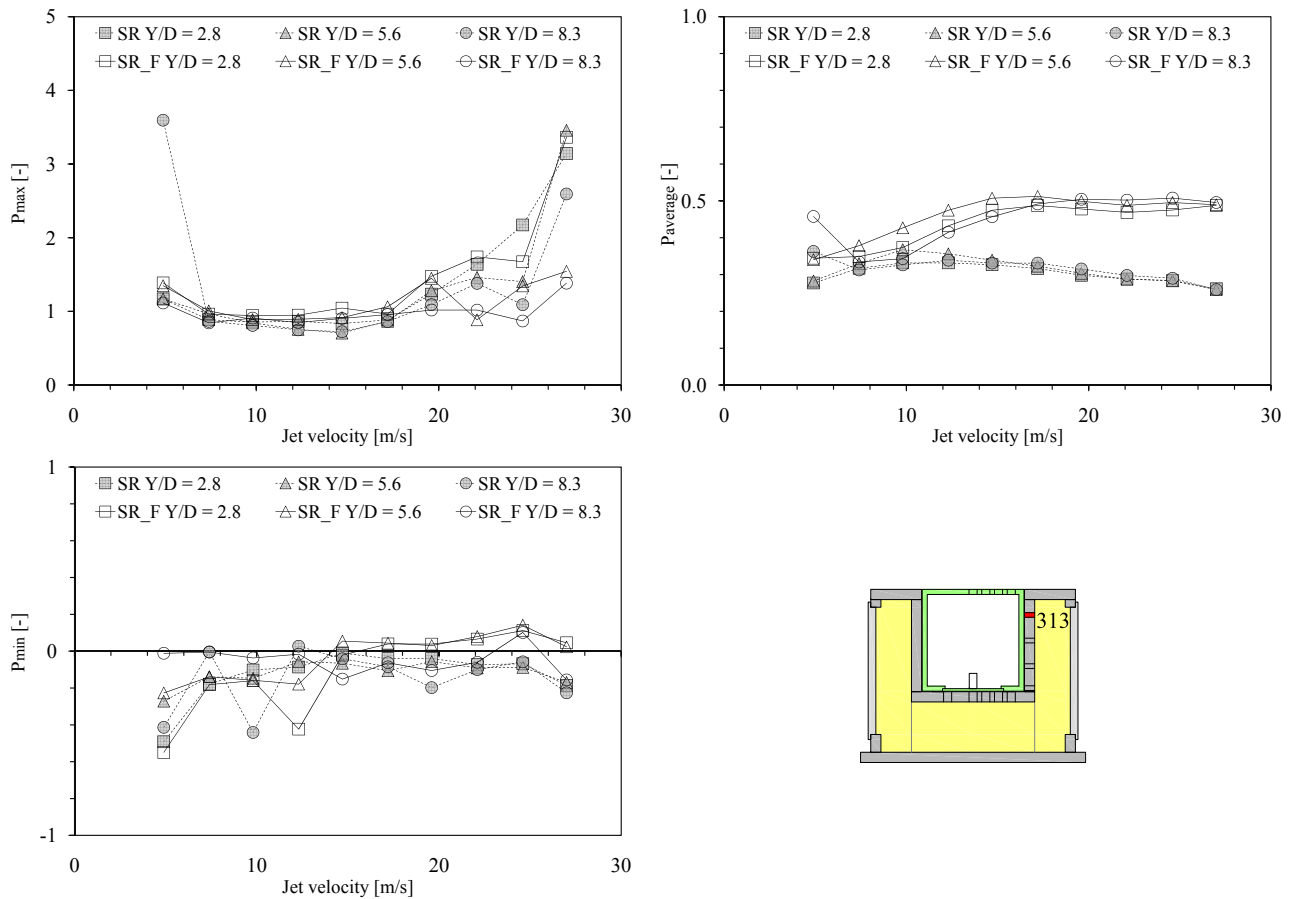 5
4
3
2
1
0
Pmax [-]
SR Y/D = 2.8 SR Y/D = 5.6 SR Y/D = 8.3
SR_F Y/D = 2.8 SR_F Y/D = 5.6 SR_F Y/D = 8.3
0 10 20 30
Jet velocity [m/s]
1.0
0.5
0.0
Paverage [-]
SR Y/D = 2.8 SR Y/D = 5.6 SR Y/D = 8.3
SR_F Y/D = 2.8 SR_F Y/D = 5.6 SR_F Y/D = 8.3
0 10 20 30
Jet velocity [m/s]
1
0
-1
Pmin [-]
SR Y/D = 2.8 SR Y/D = 5.6 SR Y/D = 8.3
SR_F Y/D = 2.8 SR_F Y/D = 5.6 SR_F Y/D = 8.3
0 10 20 30
Jet velocity [m/s]
313